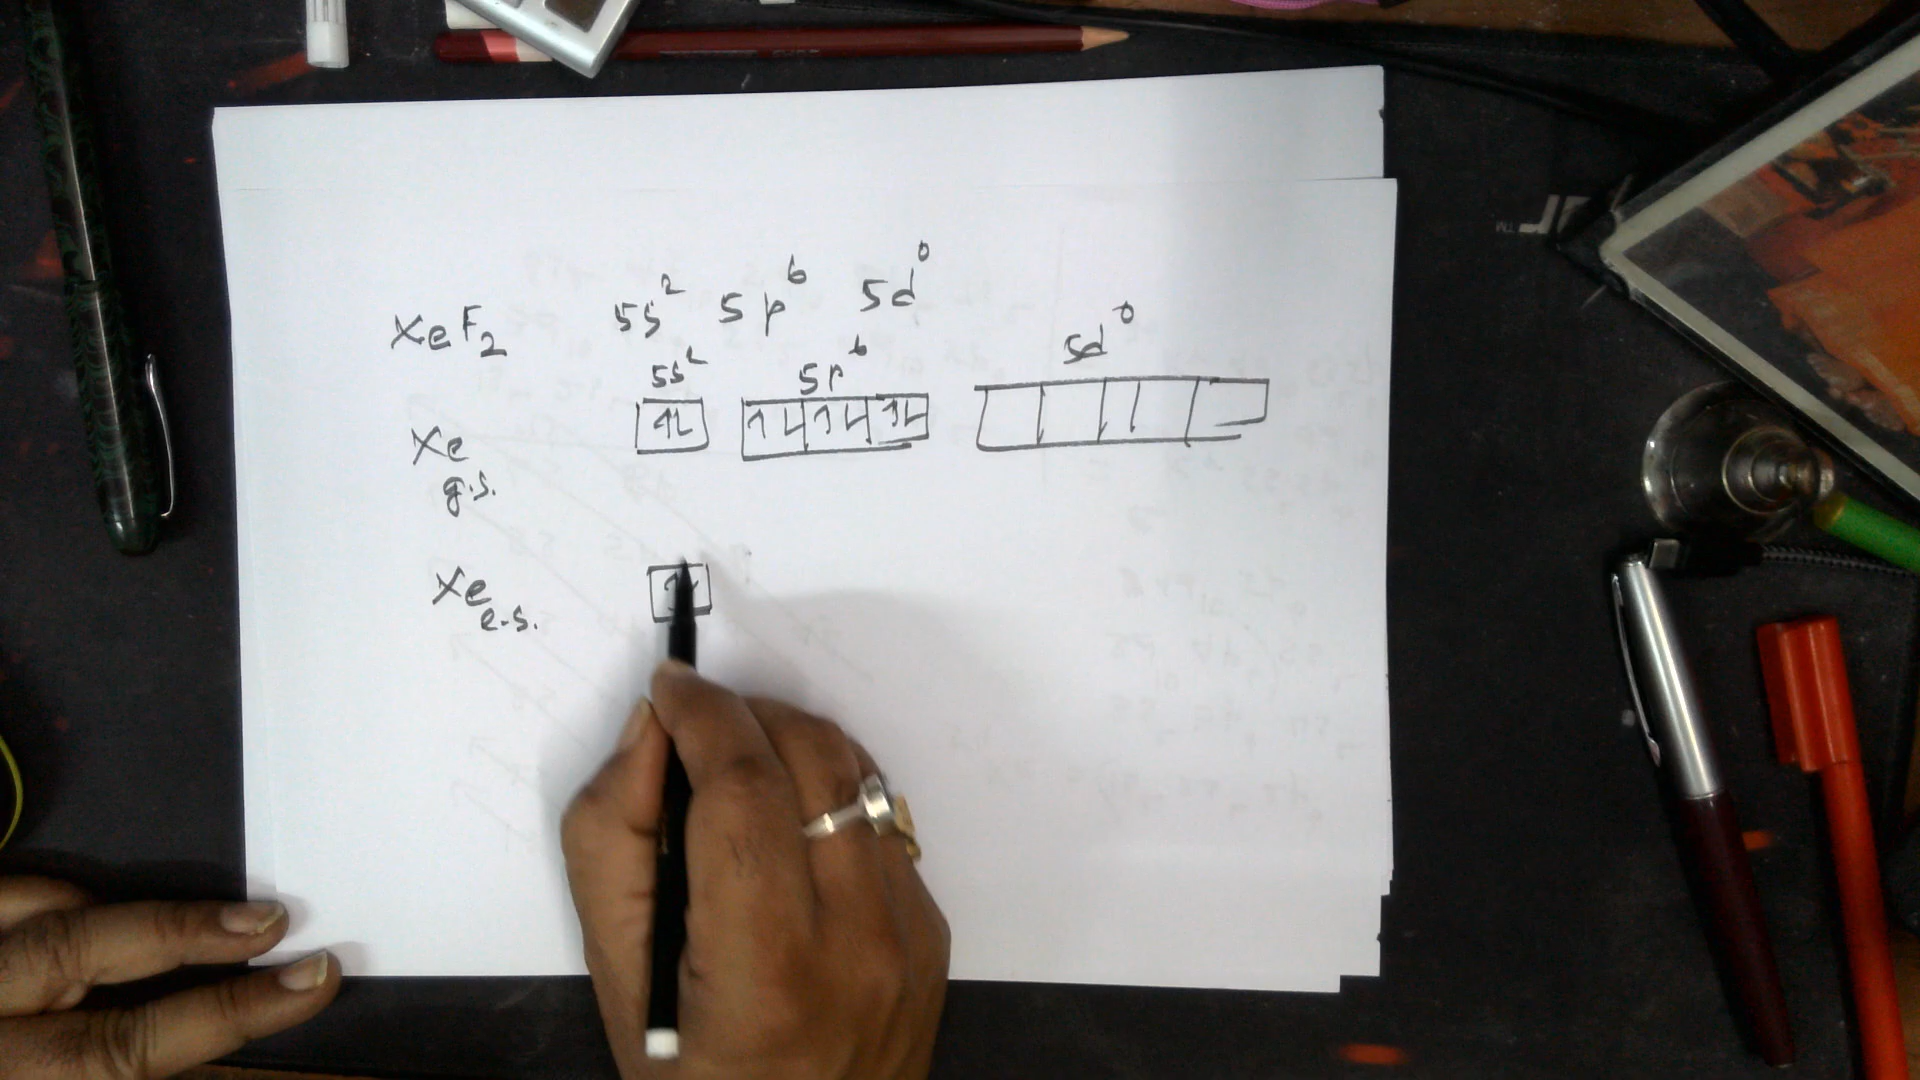 XeF₂ 5s² 5p⁶ 5d⁰
5s² 5p⁶ 5d⁰
Xe ↑↓ ↑↓ ↑↓ ↑↓
g.s.
Xe ↑↓
e.s.